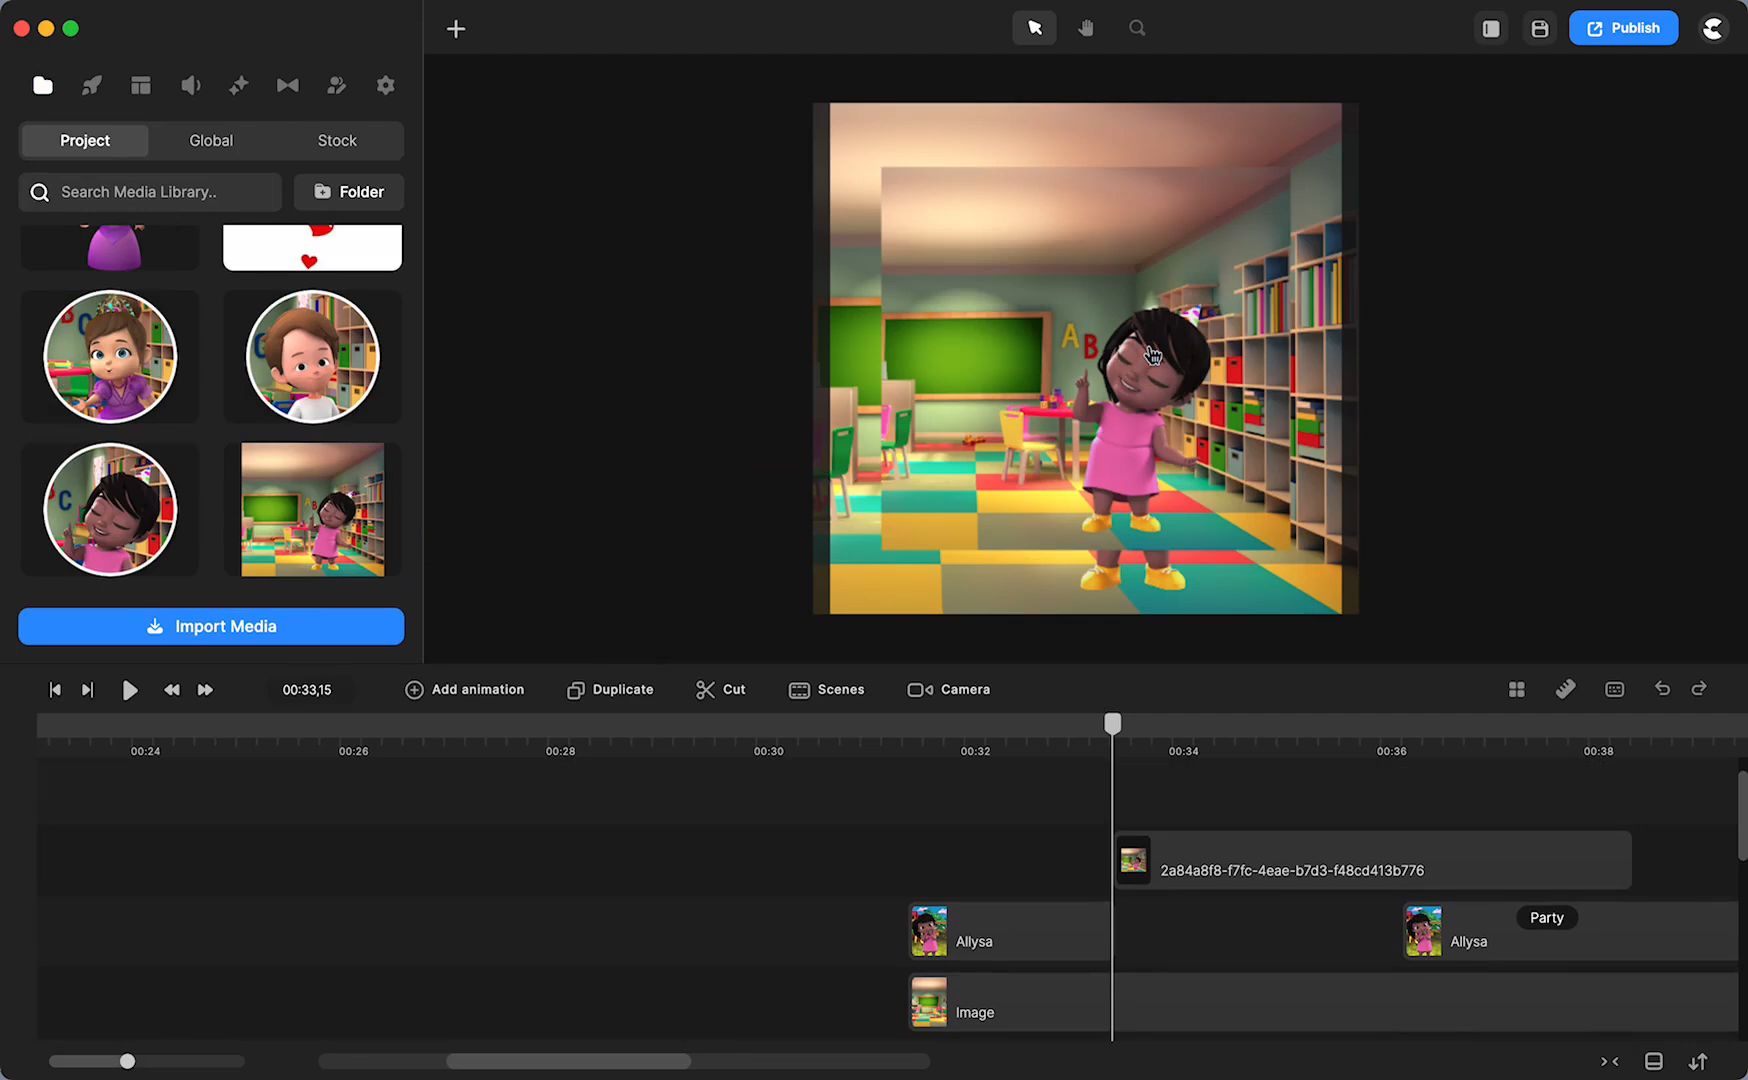 Publish
Project
Global
Stock
Search Media Library..
Folder
B
C
C
A
B
A
B
Import Media
00:33,15
Add animation
Duplicate
Cut
Scenes
Camera
00:24
00:26
00:28
00:30
00:32
00:34
00:36
00:38
2a84a8f8-f7fc-4eae-b7d3-f48cd413b776
Allysa
Party
Allysa
Image